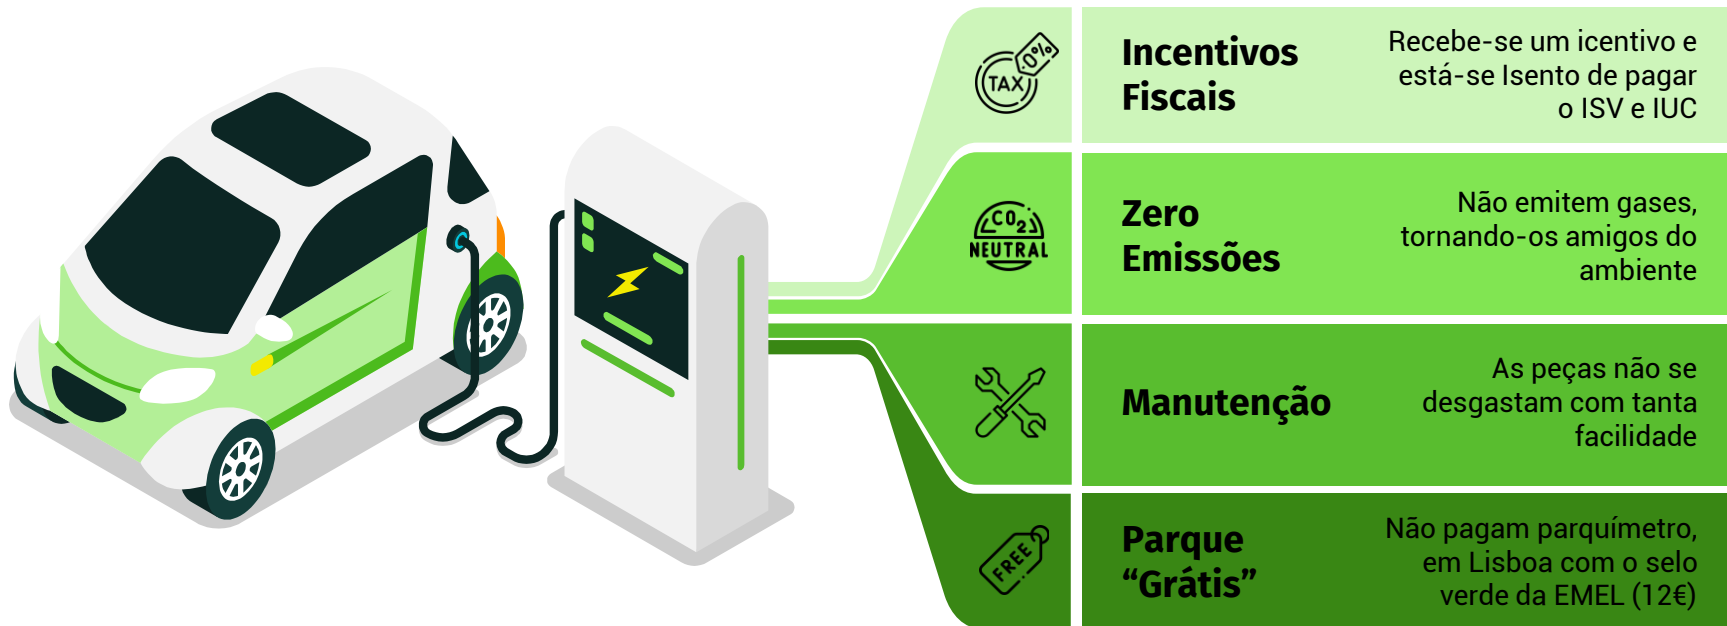 TAX
0%
Incentivos
Fiscais
Recebe-se um icentivo e
está-se Isento de pagar
o ISV e IUC
CO₂
NEUTRAL
Zero
Emissões
Não emitem gases,
tornando-os amigos do
ambiente
Manutenção
As peças não se
desgastam com tanta
facilidade
FREE
Parque
“Grátis”
Não pagam parquímetro,
em Lisboa com o selo
verde da EMEL (12€)